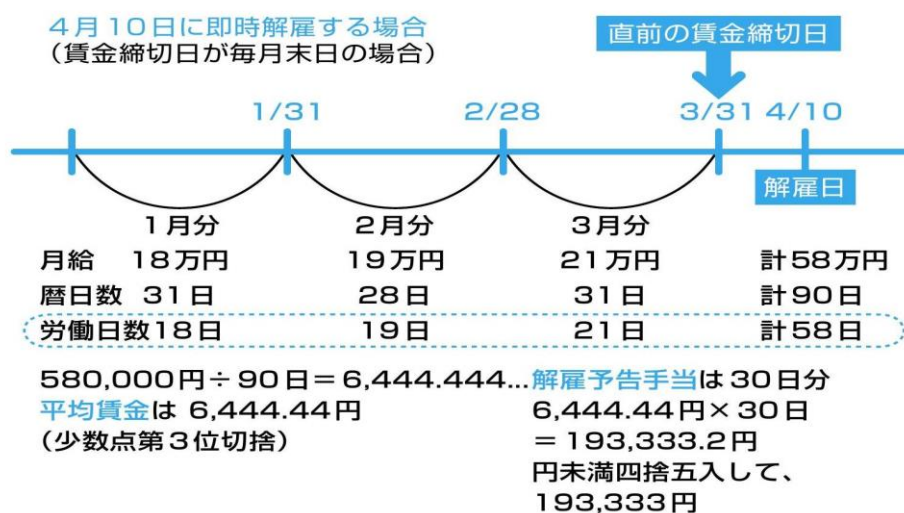 4月10日に即時解雇する場合
(賃金締切日が毎月末日の場合)
直前の賃金締切日
1/31 2/28 3/31 4/10
解雇日
1月分 2月分 3月分
月給 18万円 19万円 21万円 計58万円
暦日数 31日 28日 31日 計90日
労働日数18日 19日 21日 計58日
580,000円÷90日=6,444.444...
平均賃金は 6,444.44円
(少数点第3位切捨)
解雇予告手当は30日分
6,444.44円×30日
=193,333.2円
円未満四捨五入して、
193,333円